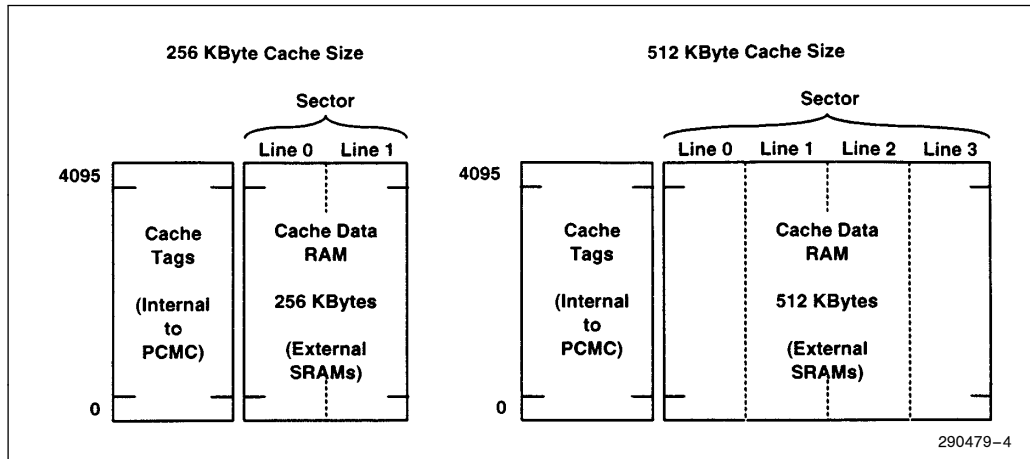 256 KByte Cache Size
Sector
Line 0 Line 1
4095
Cache
Tags
(Internal
to
PCMC)
Cache Data
RAM
256 KBytes
(External
SRAMs)
0
512 KByte Cache Size
Sector
Line 0 Line 1 Line 2 Line 3
4095
Cache
Tags
(Internal
to
PCMC)
Cache Data
RAM
512 KBytes
(External
SRAMs)
0
290479-4